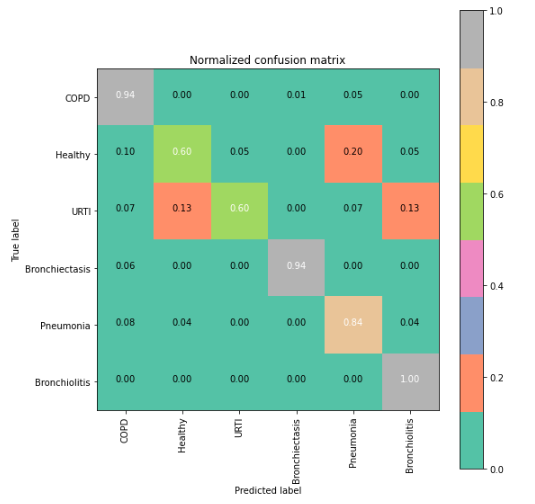 Normalized confusion matrix
COPD 0.94 0.00 0.00 0.01 0.05 0.00
Healthy 0.10 0.60 0.05 0.00 0.20 0.05
URTI 0.07 0.13 0.60 0.00 0.07 0.13
Bronchiectasis 0.06 0.00 0.00 0.94 0.00 0.00
Pneumonia 0.08 0.04 0.00 0.00 0.84 0.04
Bronchiolitis 0.00 0.00 0.00 0.00 0.00 1.00
True label
COPD Healthy URTI Bronchiectasis Pneumonia Bronchiolitis
Predicted label
1.0
0.8
0.6
0.4
0.2
0.0